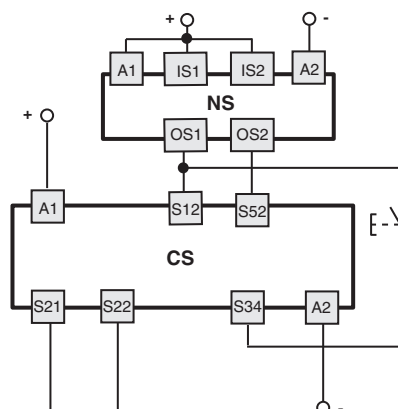 + -
A1 IS1 IS2 A2
NS
OS1 OS2
+
A1 S12 S52
CS
S21 S22 S34 A2
-